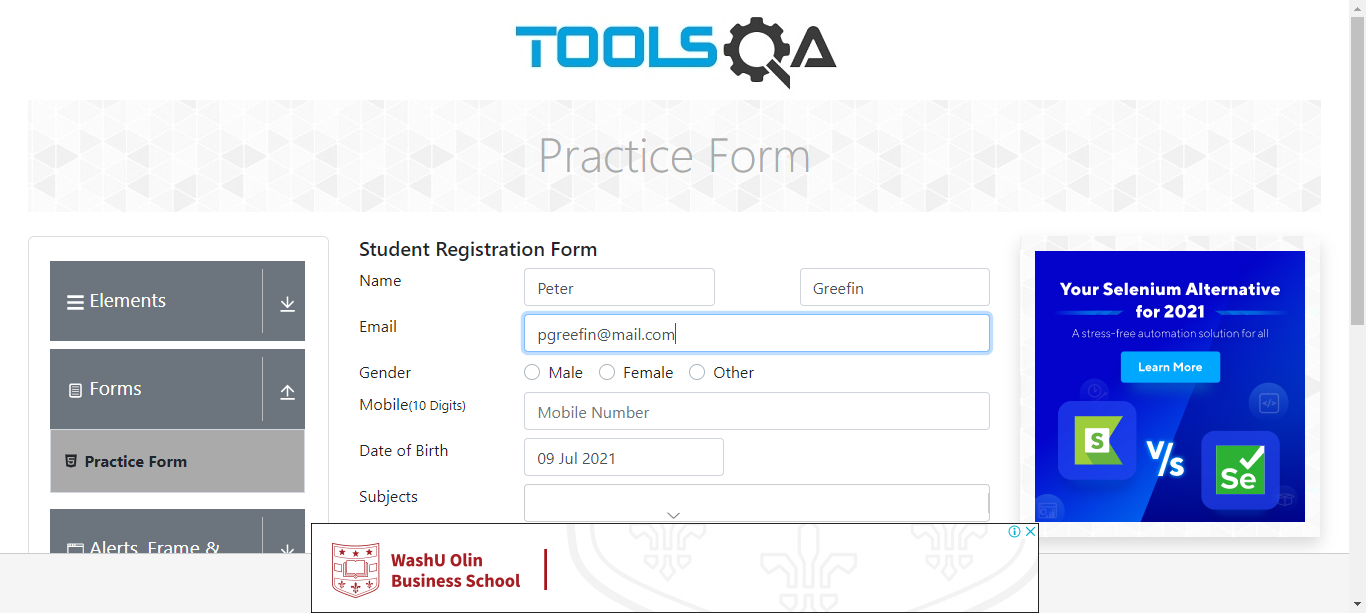 TOOLSQA
Practice Form
Elements
Forms
Practice Form
Alerts, Frame &
Student Registration Form
Name
Peter
Greefin
Email
pgreefin@mail.com
Gender
Male
Female
Other
Mobile(10 Digits)
Mobile Number
Date of Birth
09 Jul 2021
Subjects
Your Selenium Alternative
for 2021
A stress-free automation solution for all
Learn More
S
V/s
Se
WashU Olin
Business School